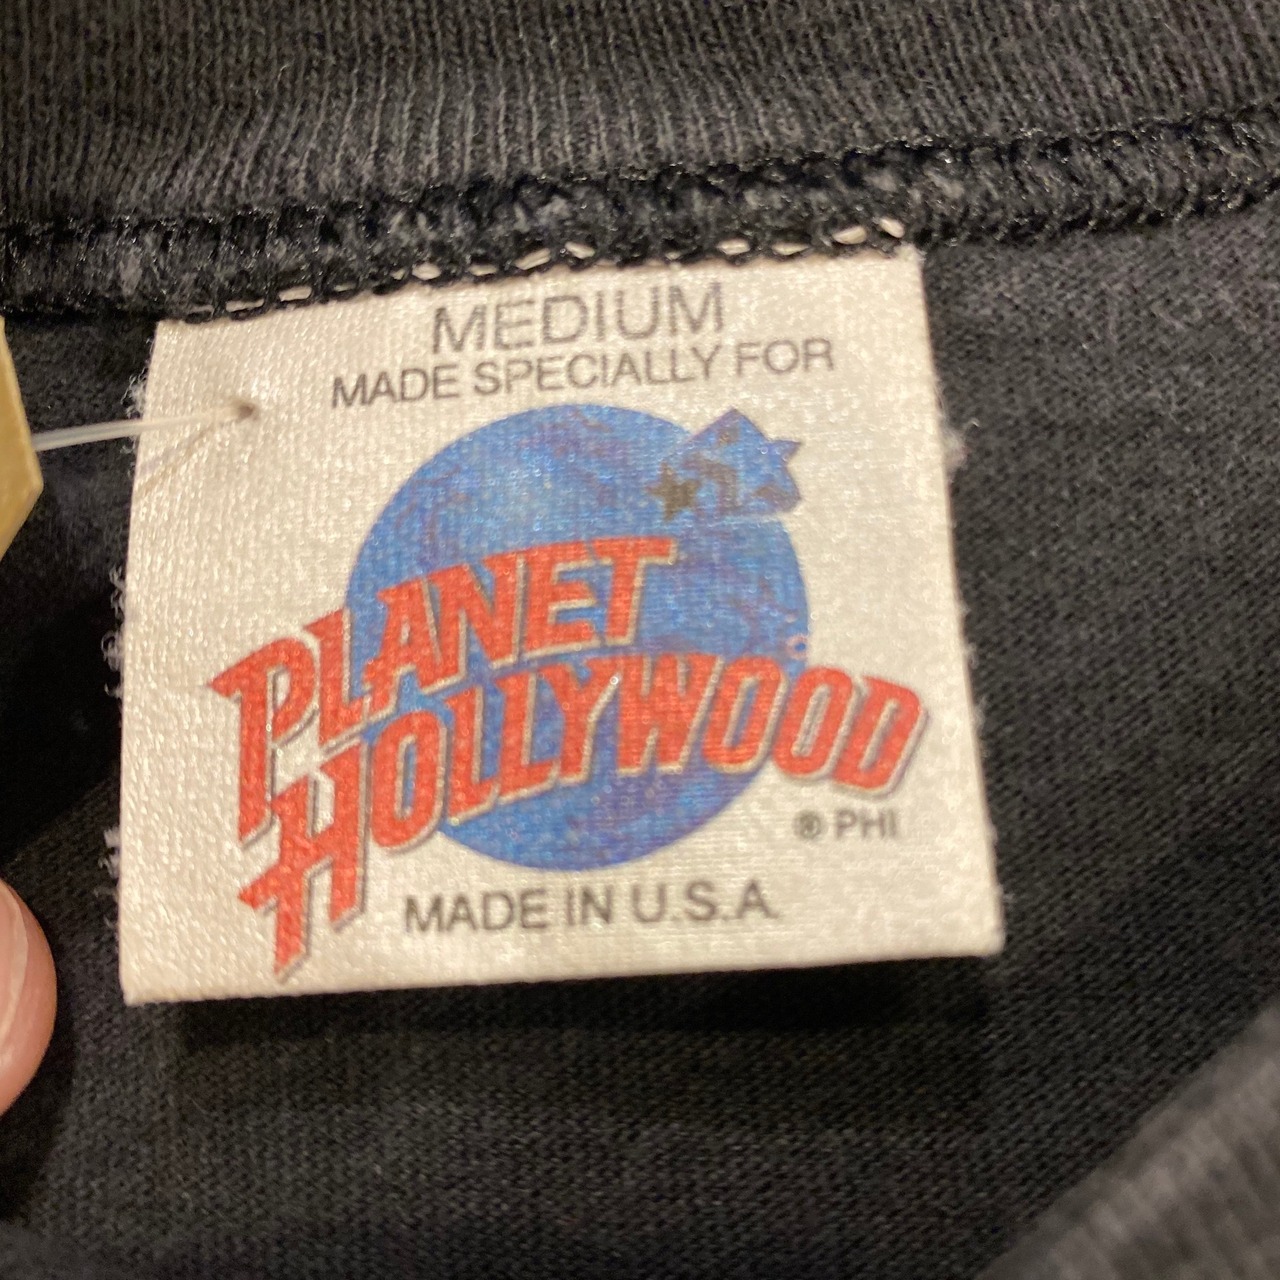 MEDIUM
MADE SPECIALLY FOR
PLANET
HOLLYWOOD
® PHI
MADE IN U.S.A.